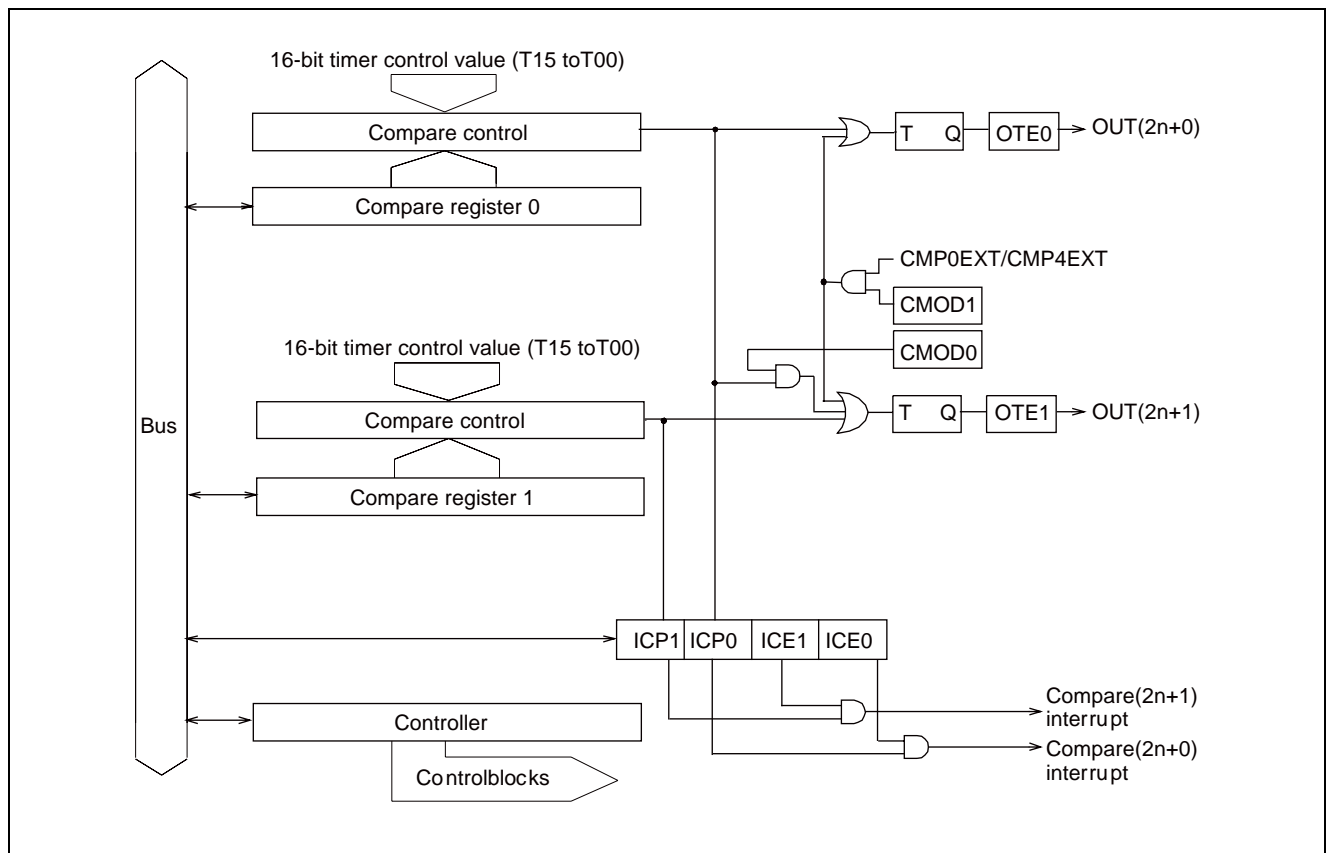 16-bit timer control value (T15 toT00)
Compare control
T Q
OTE0
OUT(2n+0)
Compare register 0
CMP0EXT/CMP4EXT
CMOD1
16-bit timer control value (T15 toT00)
CMOD0
Compare control
T Q
OTE1
OUT(2n+1)
Bus
Compare register 1
ICP1 ICP0 ICE1 ICE0
Controller
Compare(2n+1)
interrupt
Compare(2n+0)
interrupt
Controlblocks